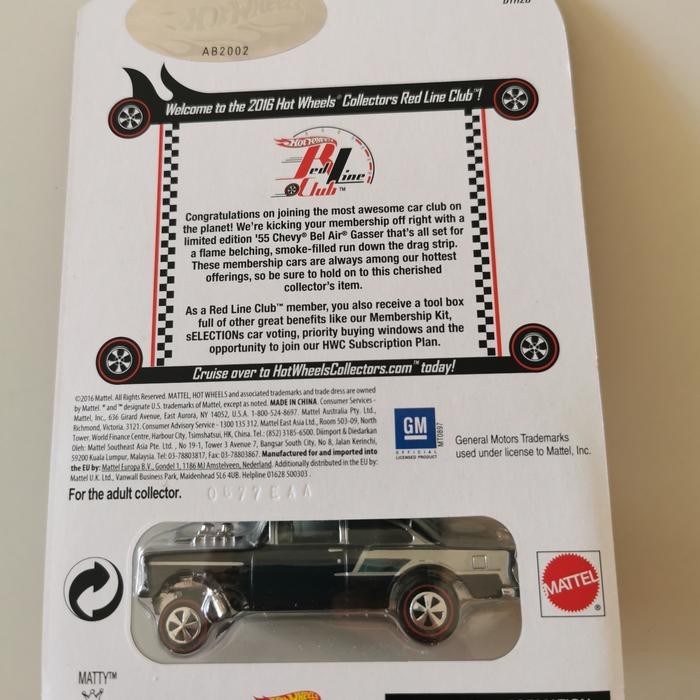 HOT WHEELS
AB2002
Welcome to the 2016 Hot Wheels® Collectors Red Line Club™!
HOT WHEELS
Red Line
Club™
Congratulations on joining the most awesome car club on
the planet! We're kicking your membership off right with a
limited edition '55 Chevy® Bel Air® Gasser that's all set for
a flame belching, smoke-filled run down the drag strip.
These membership cars are always among our hottest
offerings, so be sure to hold on to this cherished
collector's item.
As a Red Line Club™ member, you also receive a tool box
full of other great benefits like our Membership Kit,
sELECTIONs car voting, priority buying windows and the
opportunity to join our HWC Subscription Plan.
Cruise over to HotWheelsCollectors.com™ today!
©2016 Mattel. All Rights Reserved. MATTEL, HOT WHEELS and associated trademarks and trade dress are owned
by Mattel. ® and ™ designate U.S. trademarks of Mattel, except as noted. MADE IN CHINA. Consumer Services -
Mattel, Inc., 636 Girard Avenue, East Aurora, NY 14052, U.S.A. 1-800-524-8697. Mattel Australia Pty. Ltd.,
Richmond, Victoria. 3121. Consumer Advisory Service - 1300 135 312. Mattel East Asia Ltd., Room 503-09, North
Tower, World Finance Centre, Harbour City, Tsimshatsui, HK, China. Tel.: (852) 3185-6500. Diimport & Diedarkan
Oleh: Mattel Southeast Asia Pte. Ltd., No 19-1, Tower 3 Avenue 7, Bangsar South City, No 8, Jalan Kerinchi,
59200 Kuala Lumpur, Malaysia. Tel: 03-78803817, Fax: 03-78803867. Manufactured for and imported into
the EU by: Mattel Europa B.V., Gondel 1, 1186 MJ Amstelveen, Nederland. Additionally distributed in the EU by:
Mattel U.K. Ltd., Vanwall Business Park, Maidenhead SL6 4UB. Helpline 01628 500303.
GM
OFFICIAL
LICENSED PRODUCT
MT0897
General Motors Trademarks
used under license to Mattel, Inc.
For the adult collector.
0677EAA
MATTEL
®
MATTY™
HOT WHEELS